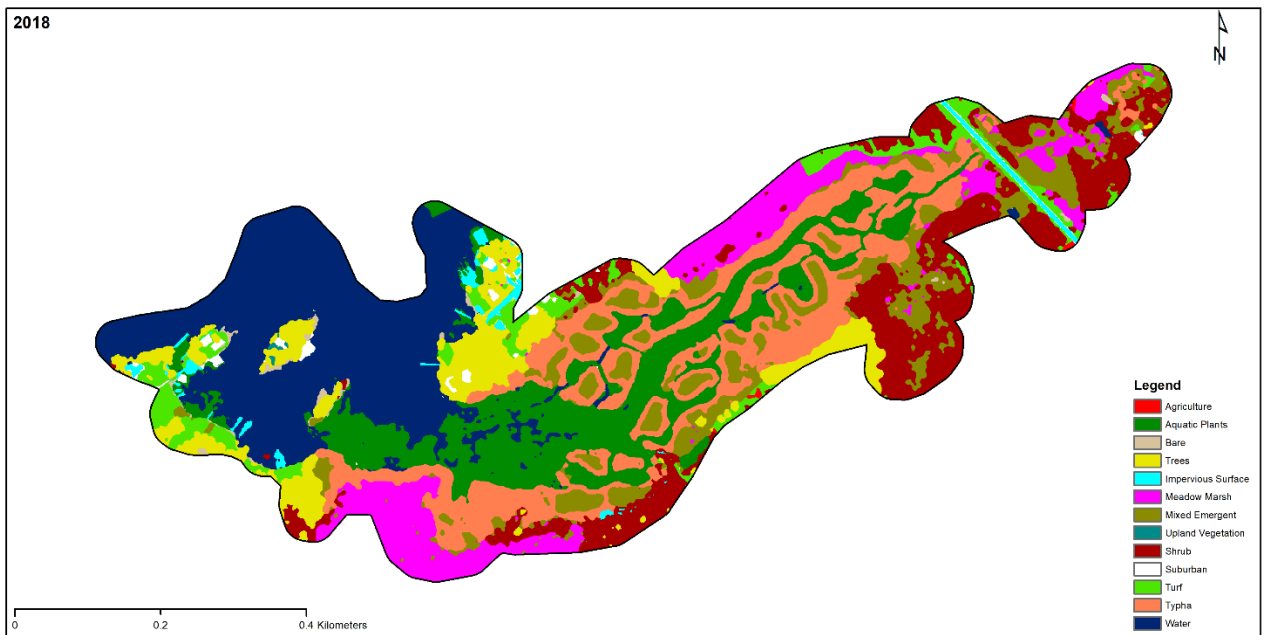 2018
N
Legend
Agriculture
Aquatic Plants
Bare
Trees
Impervious Surface
Meadow Marsh
Mixed Emergent
Upland Vegetation
Shrub
Suburban
Turf
Typha
Water
0 0.2 0.4 Kilometers